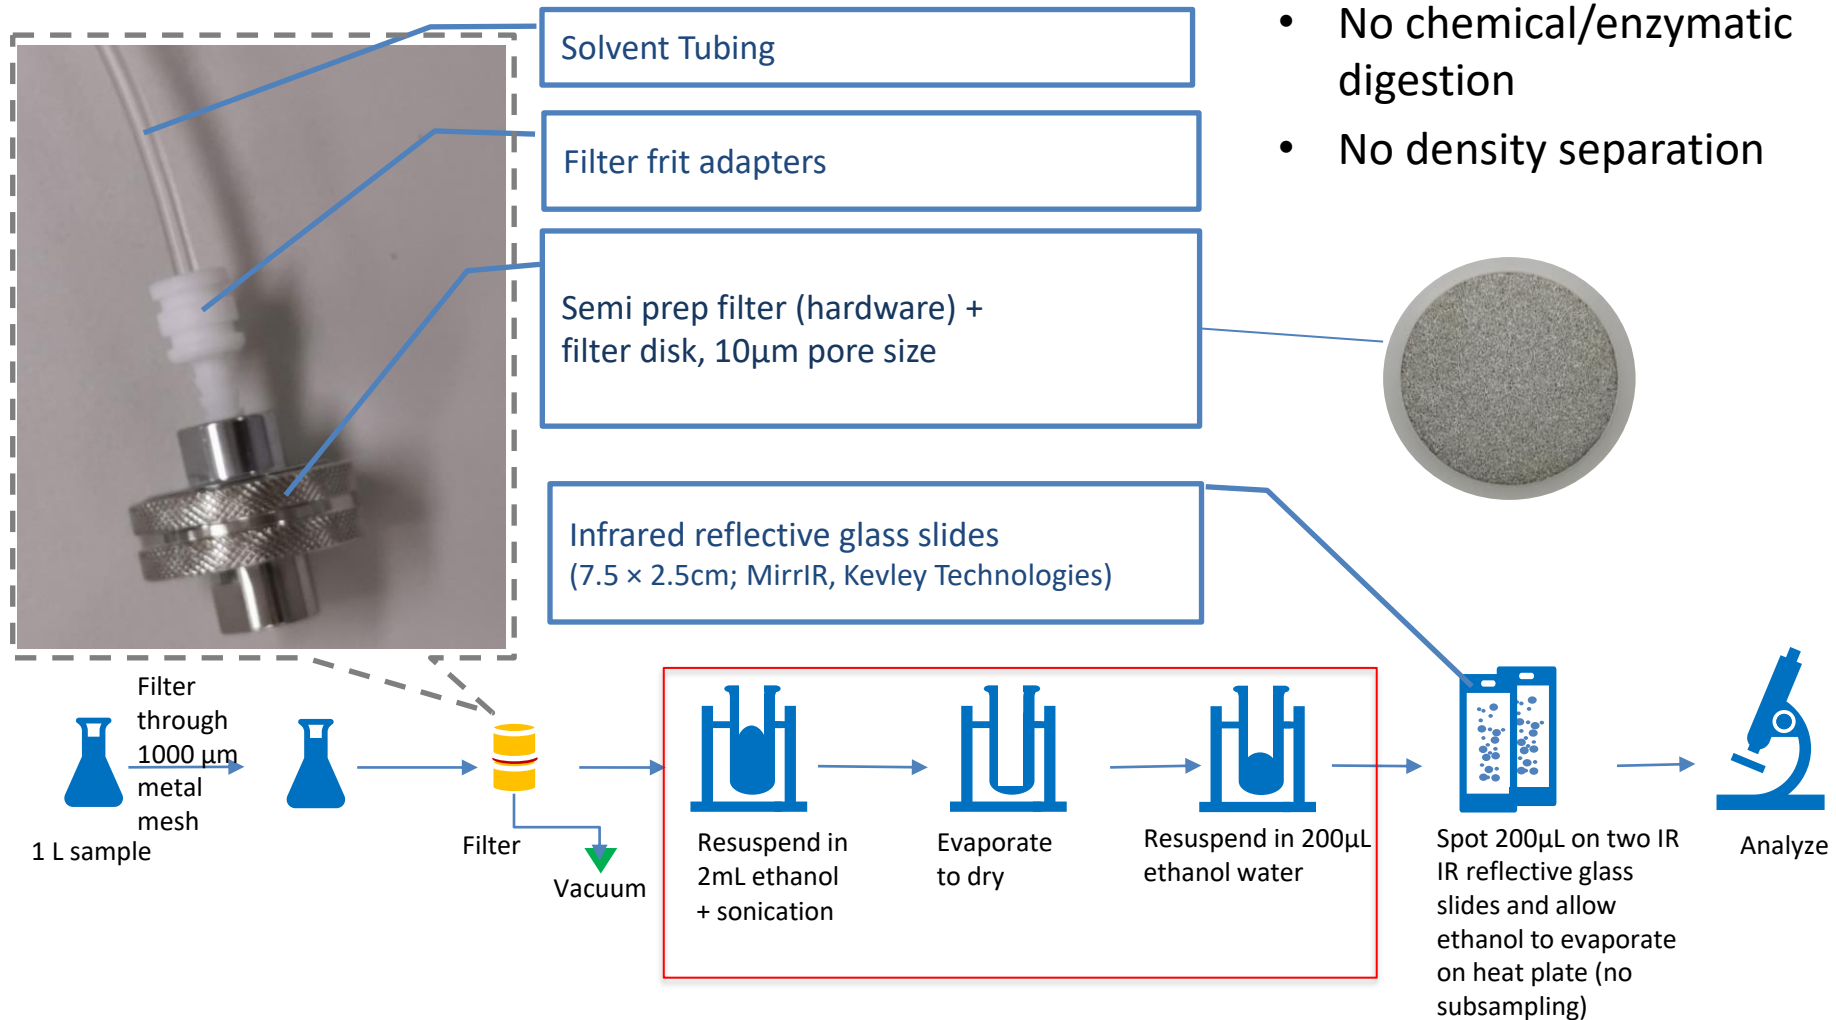 Solvent Tubing
Filter frit adapters
Semi prep filter (hardware) +
filter disk, 10µm pore size
Infrared reflective glass slides
(7.5 × 2.5cm; MirrIR, Kevley Technologies)
• No chemical/enzymatic
digestion
• No density separation
1 L sample
Filter
through
1000 µm
metal
mesh
Filter
Vacuum
Resuspend in
2mL ethanol
+ sonication
Evaporate
to dry
Resuspend in 200µL
ethanol water
Spot 200µL on two IR
IR reflective glass
slides and allow
ethanol to evaporate
on heat plate (no
subsampling)
Analyze